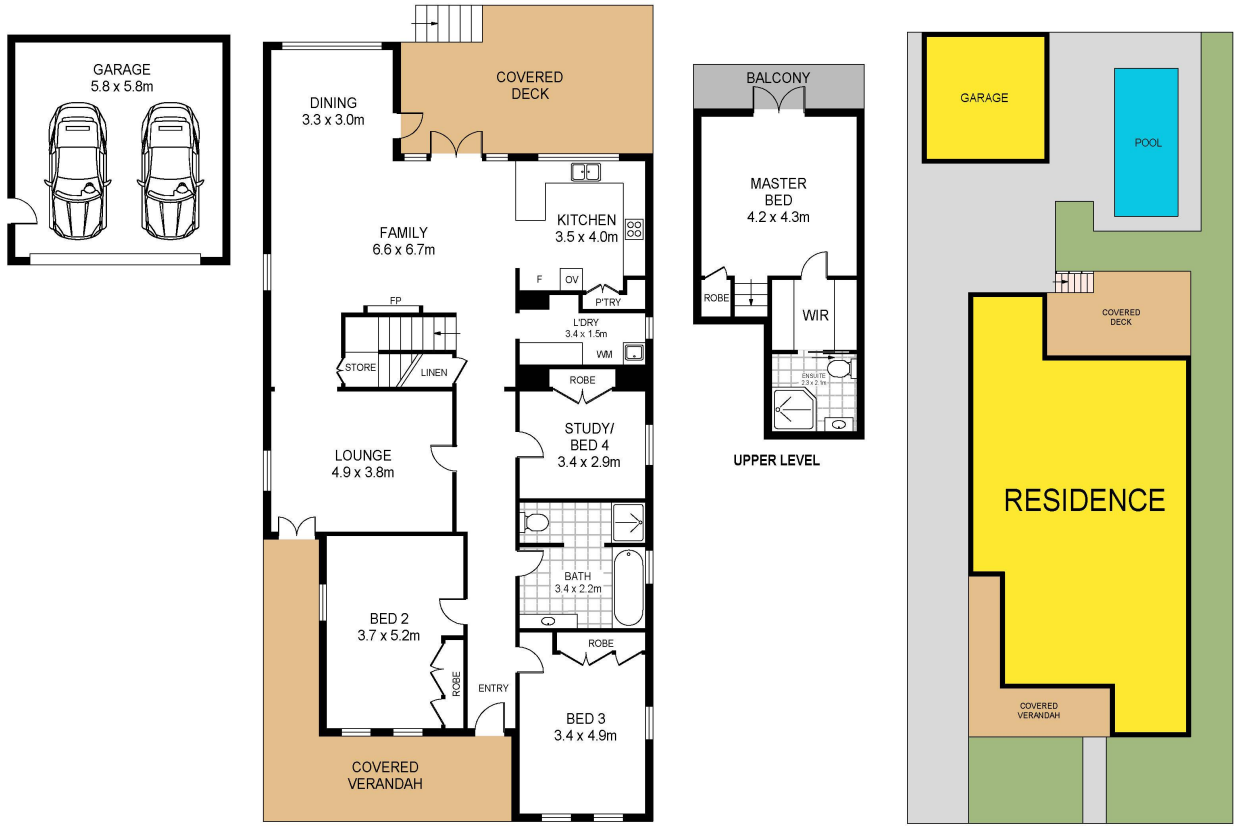 GARAGE
5.8 x 5.8m
COVERED
DECK
DINING
3.3 x 3.0m
FAMILY
6.6 x 6.7m
KITCHEN
3.5 x 4.0m
F
OV
P'TRY
FP
L'DRY
3.4 x 1.5m
WM
STORE
LINEN
ROBE
LOUNGE
4.9 x 3.8m
STUDY/
BED 4
3.4 x 2.9m
BATH
3.4 x 2.2m
BED 2
3.7 x 5.2m
ROBE
ROBE
ENTRY
BED 3
3.4 x 4.9m
COVERED
VERANDAH
BALCONY
MASTER
BED
4.2 x 4.3m
ROBE
WIR
ENSUITE
2.3 x 2.1m
UPPER LEVEL
GARAGE
POOL
COVERED
DECK
RESIDENCE
COVERED
VERANDAH